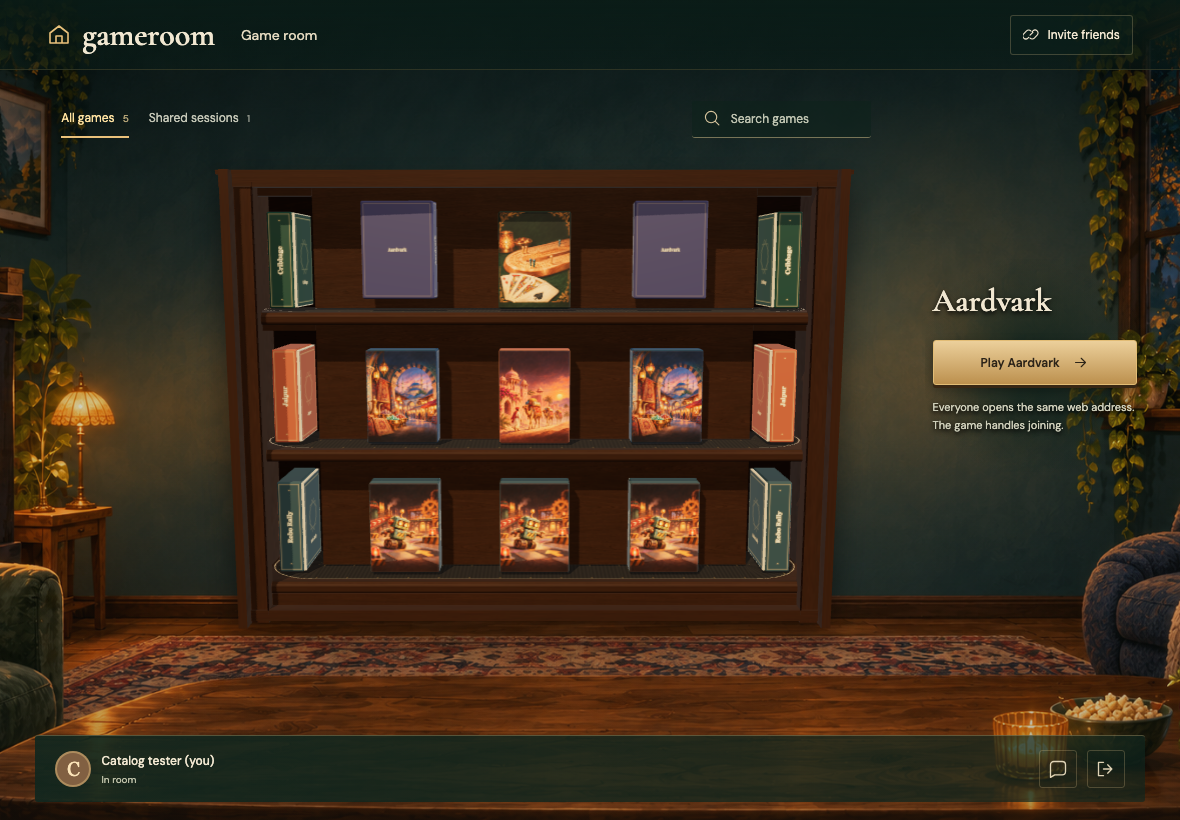 gameroom
Game room
Invite friends
All games 5
Shared sessions 1
Search games
Cribbage
Aardvark
Aardvark
Cribbage
Jaipur
Jaipur
Robo Rally
Robo Rally
Aardvark
Play Aardvark
Everyone opens the same web address.
The game handles joining.
C
Catalog tester (you)
In room